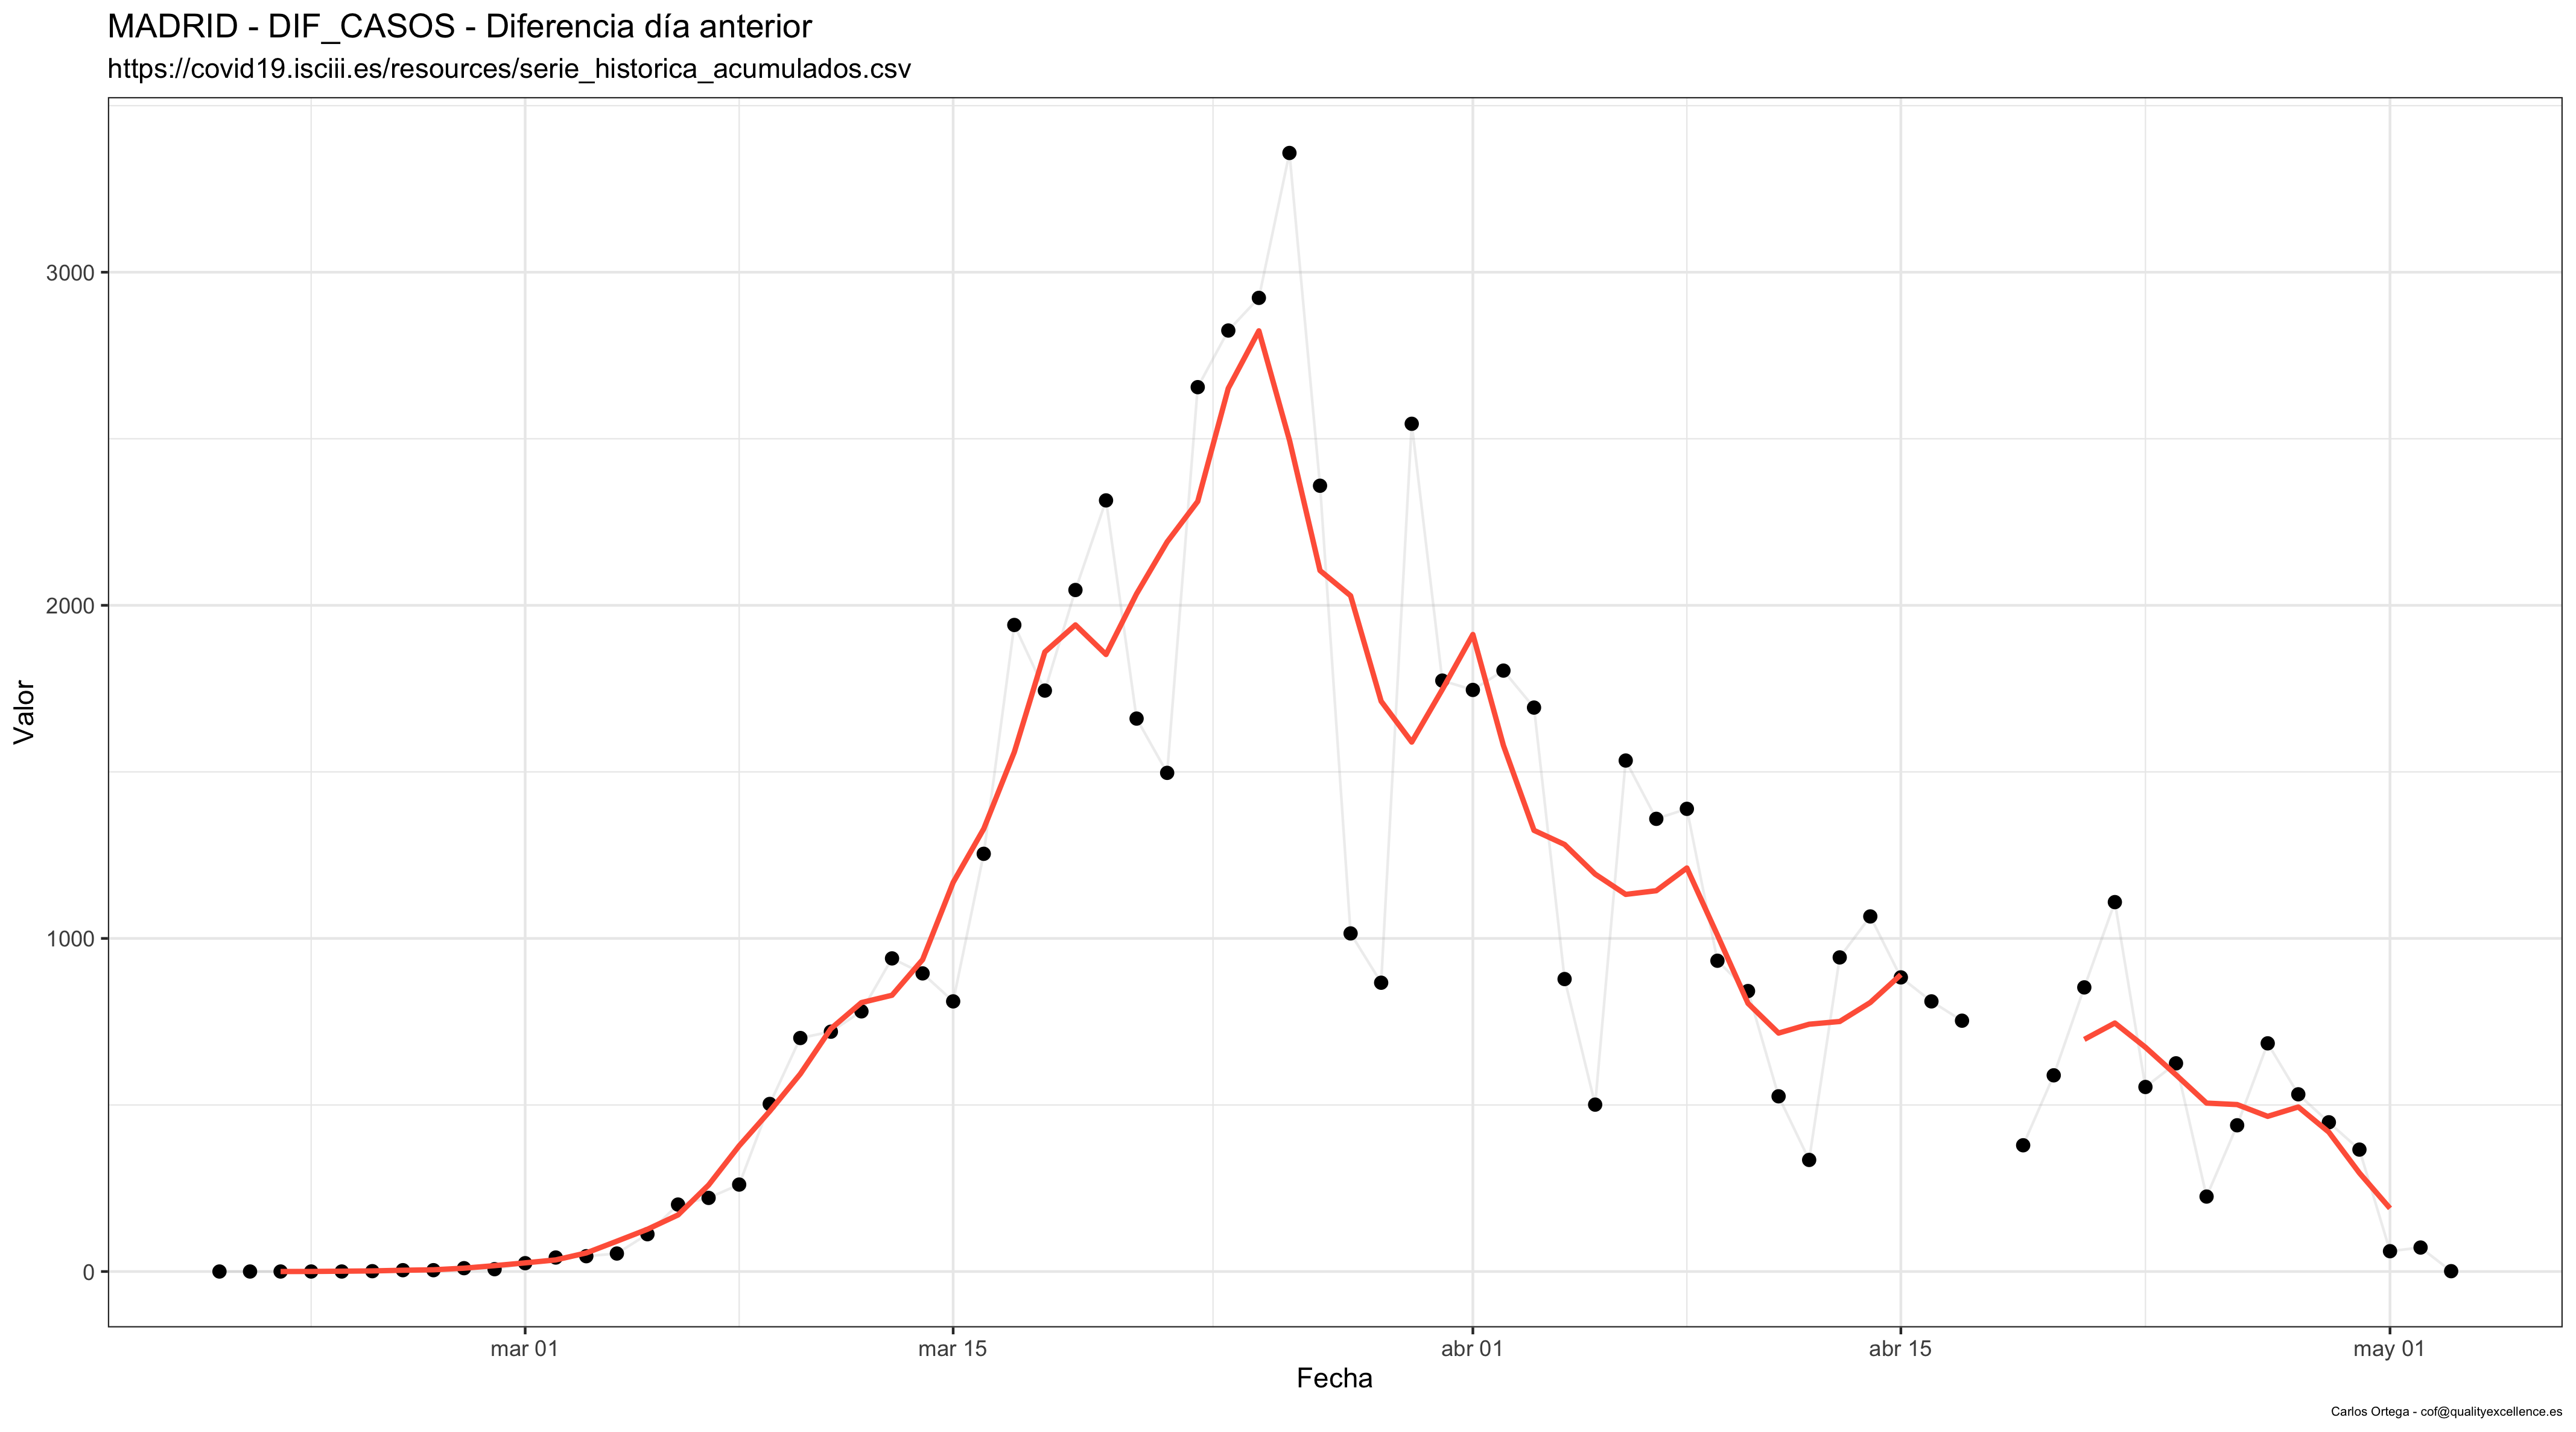 MADRID - DIF_CASOS - Diferencia día anterior
https://covid19.isciii.es/resources/serie_historica_acumulados.csv
Valor
3000
2000
1000
0
mar 01
mar 15
abr 01
abr 15
may 01
Fecha
Carlos Ortega - cof@qualityexcellence.es